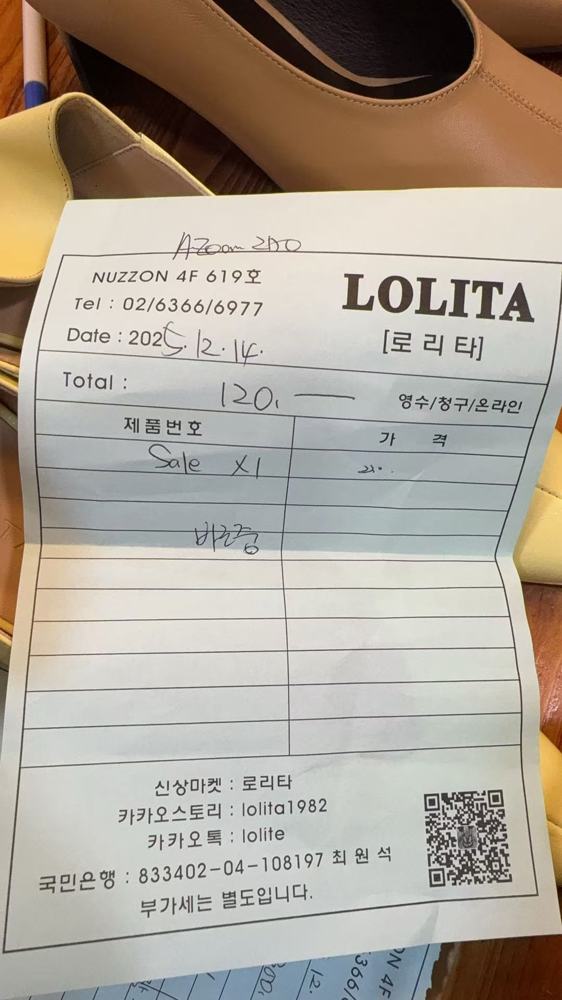 NUZZON 4F 619호
Tel : 02/6366/6977
Date : 2025.12.14.
LOLITA
[로리타]
Total : 120,
영수/청구/온라인
제품번호
가 격
Sale x1
바로줌
신상마켓 : 로리타
카카오스토리 : lolita1982
카카오톡 : lolite
국민은행 : 833402-04-108197 최원석
부가세는 별도입니다.